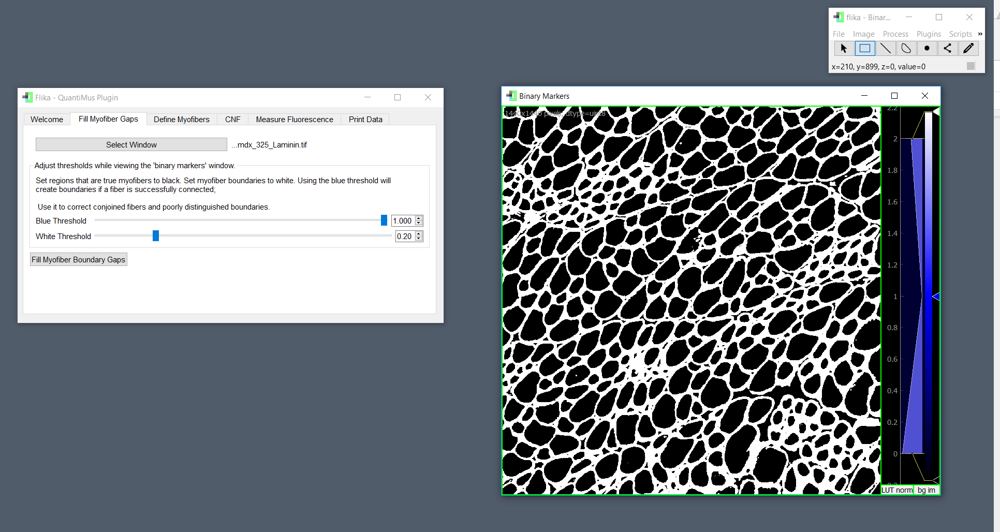 flika - Binar...
File Image Process Plugins Scripts »
x=210, y=899, z=0, value=0
Flika - QuantiMus Plugin
Welcome Fill Myofiber Gaps Define Myofibers CNF Measure Fluorescence Print Data
Select Window ...mdx_325_Laminin.tif
Adjust thresholds while viewing the 'binary markers' window.
Set regions that are true myofibers to black. Set myofiber boundaries to white. Using the blue threshold will
create boundaries if a fiber is successfully connected;
Use it to correct conjoined fibers and poorly distinguished boundaries.
Blue Threshold 1.000
White Threshold 0.20
Fill Myofiber Boundary Gaps
Binary Markers
1440x1440 pixels, dtype=uint8
2.2
2
1.8
1.6
1.4
1.2
1
0.8
0.6
0.4
0.2
0
LUT norm bg im